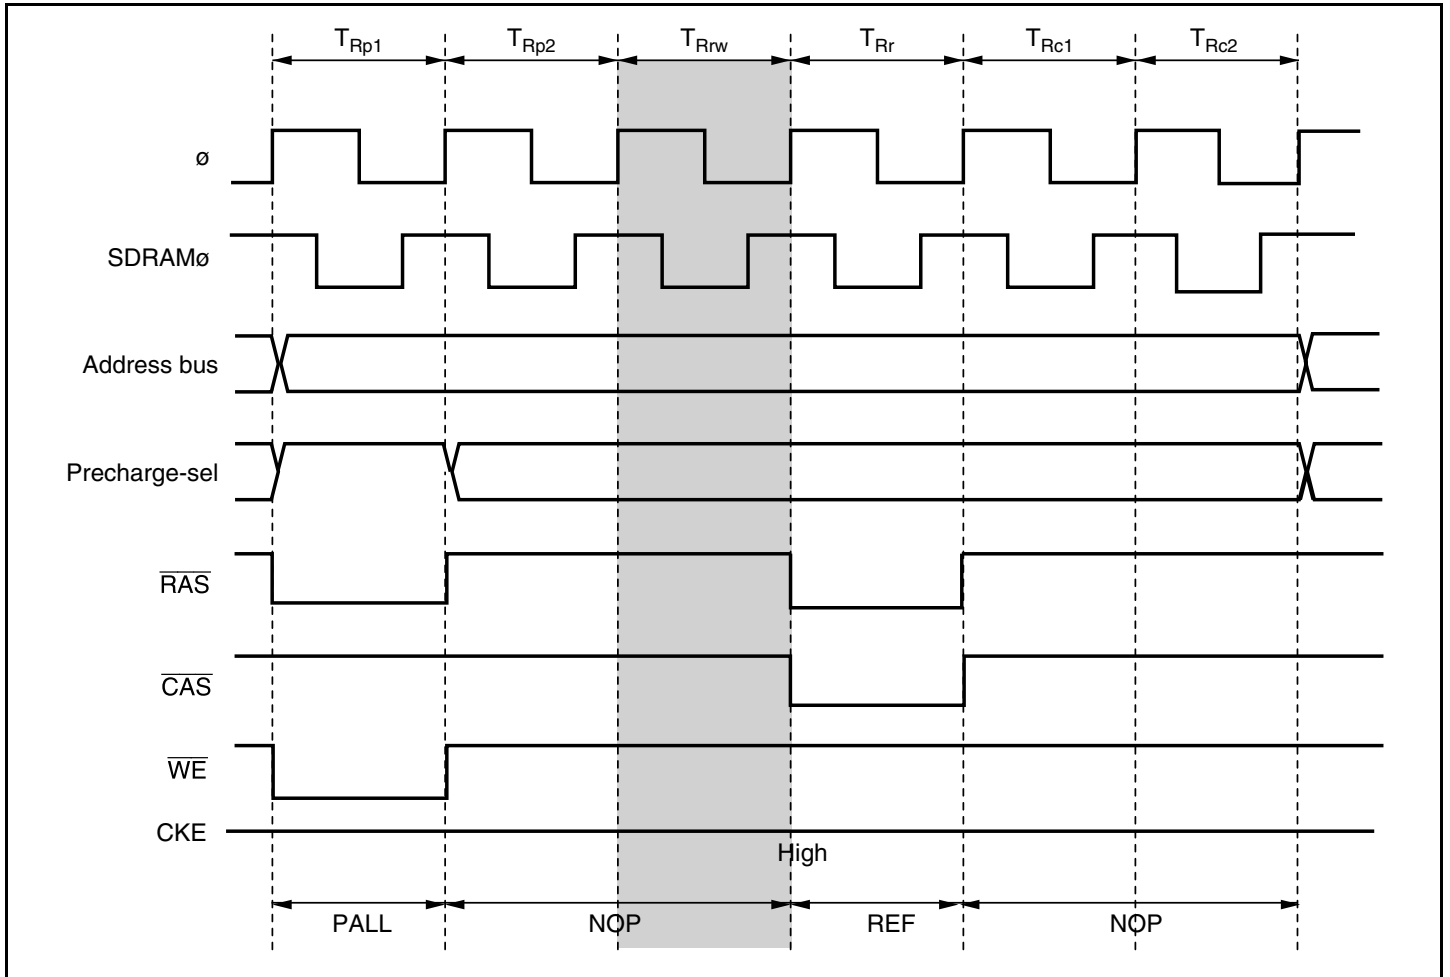 TRp1 TRp2 TRrw TRr TRc1 TRc2
ø
SDRAMø
Address bus
Precharge-sel
RAS
CAS
WE
CKE
High
PALL NOP REF NOP